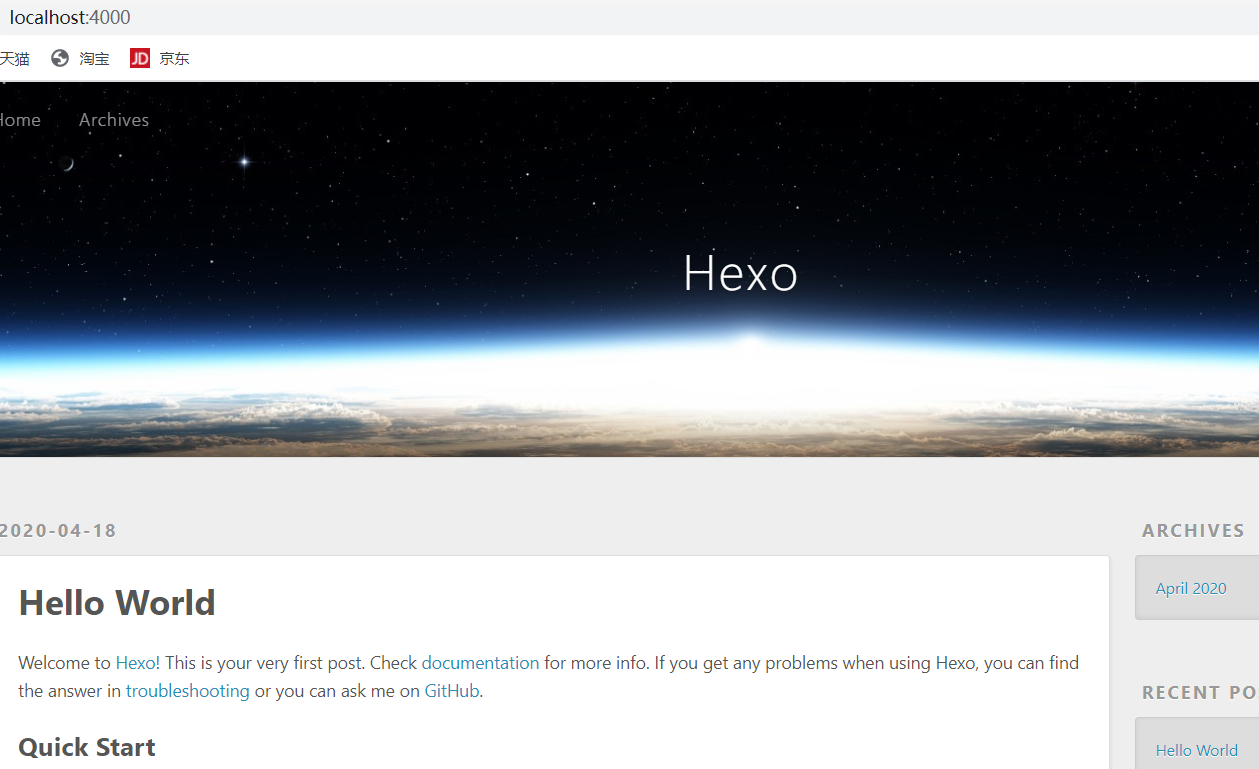 localhost:4000
天猫 淘宝 JD 京东
Home Archives
Hexo
2020-04-18
ARCHIVES
Hello World
April 2020
Welcome to Hexo! This is your very first post. Check documentation for more info. If you get any problems when using Hexo, you can find
the answer in troubleshooting or you can ask me on GitHub.
RECENT PO
Quick Start
Hello World